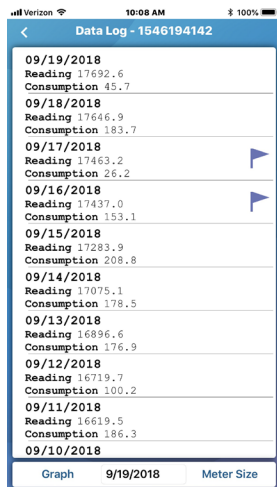 Verizon 10:08 AM 100%
Data Log - 1546194142
09/19/2018
Reading 17692.6
Consumption 45.7
09/18/2018
Reading 17646.9
Consumption 183.7
09/17/2018
Reading 17463.2
Consumption 26.2
09/16/2018
Reading 17437.0
Consumption 153.1
09/15/2018
Reading 17283.9
Consumption 208.8
09/14/2018
Reading 17075.1
Consumption 178.5
09/13/2018
Reading 16896.6
Consumption 176.9
09/12/2018
Reading 16719.7
Consumption 100.2
09/11/2018
Reading 16619.5
Consumption 186.3
09/10/2018
Graph 9/19/2018 Meter Size